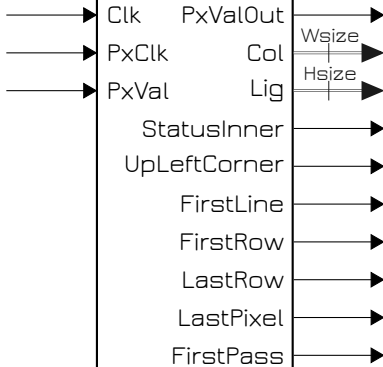 Clk PxValOut
Wsize
PxClk Col
Hsize
PxVal Lig
StatusInner
UpLeftCorner
FirstLine
FirstRow
LastRow
LastPixel
FirstPass